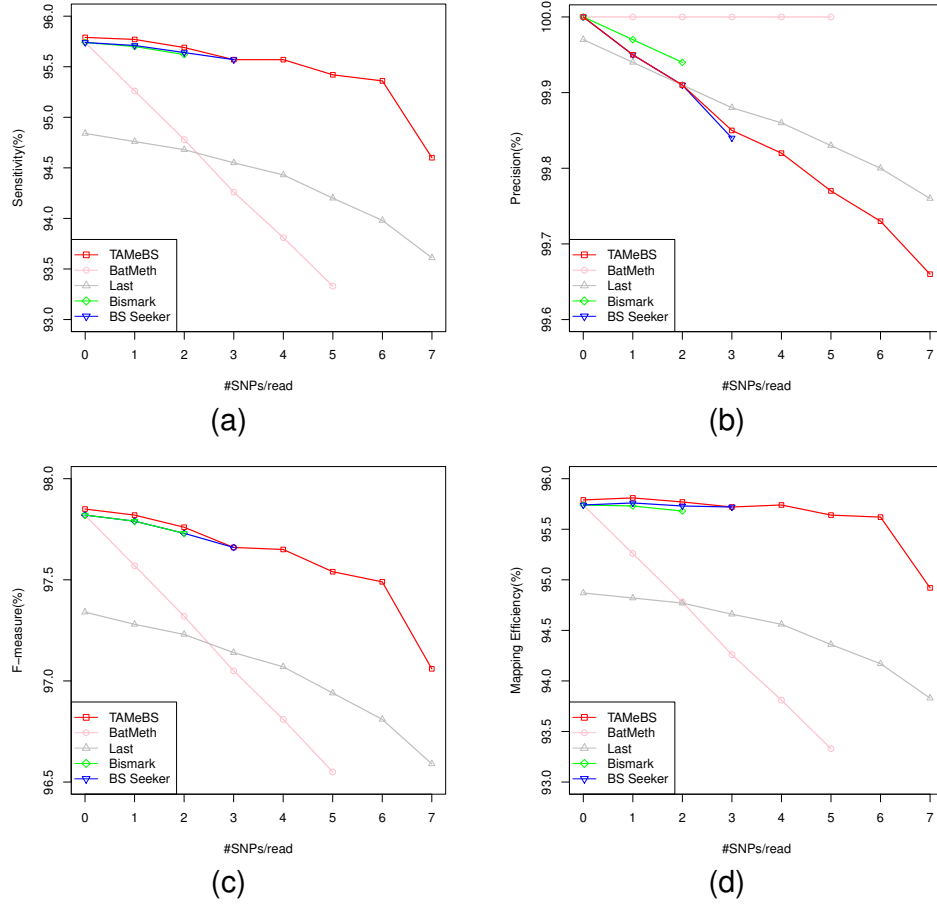 Sensitivity(%)
96.0
95.5
95.0
94.5
94.0
93.5
93.0
TAMeBS
BatMeth
Last
Bismark
BS Seeker
0 1 2 3 4 5 6 7
#SNPs/read
(a)
Precision(%)
100.0
99.9
99.8
99.7
99.6
TAMeBS
BatMeth
Last
Bismark
BS Seeker
0 1 2 3 4 5 6 7
#SNPs/read
(b)
F−measure(%)
98.0
97.5
97.0
96.5
TAMeBS
BatMeth
Last
Bismark
BS Seeker
0 1 2 3 4 5 6 7
#SNPs/read
(c)
Mapping Efficiency(%)
96.0
95.5
95.0
94.5
94.0
93.5
93.0
TAMeBS
BatMeth
Last
Bismark
BS Seeker
0 1 2 3 4 5 6 7
#SNPs/read
(d)